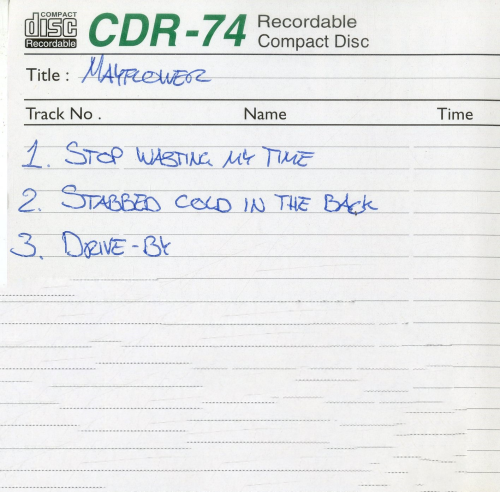 COMPACT
disc
Recordable
CDR-74 Recordable
Compact Disc
Title : MAYFLOWER
Track No . Name Time
1. STOP WASTING MY TIME
2. STABBED COLD IN THE BACK
3. DRIVE-BY